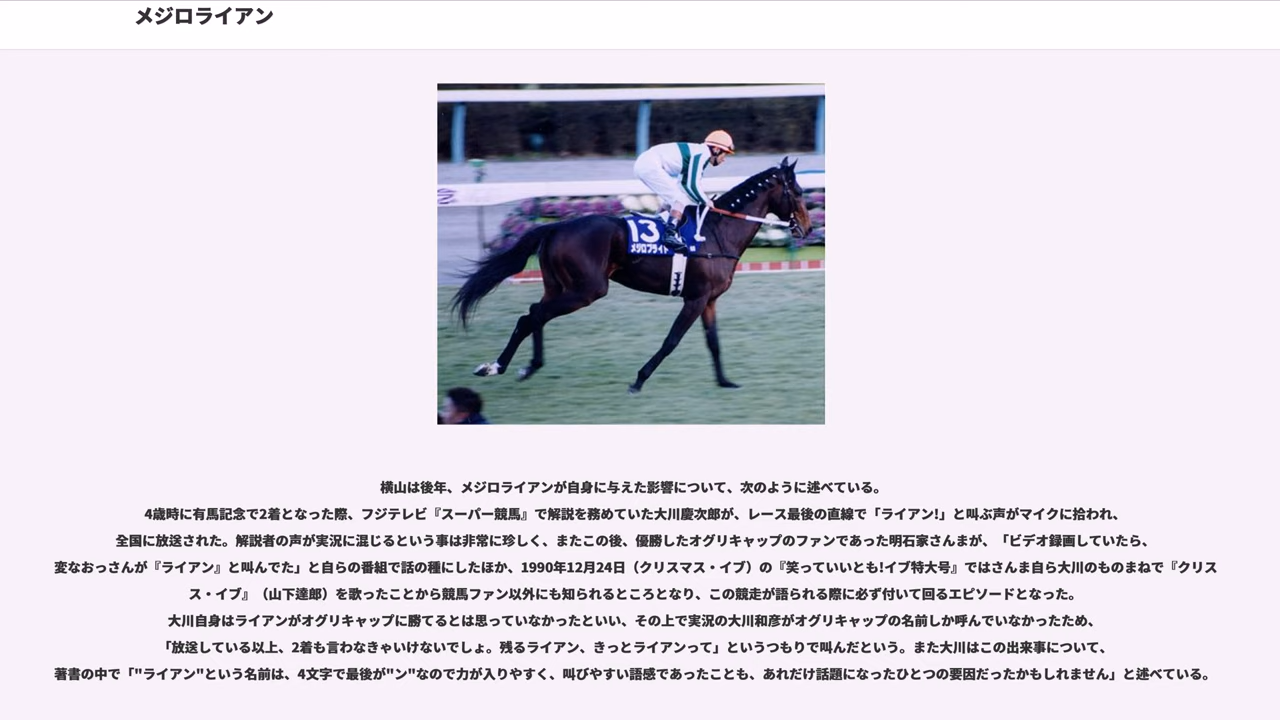 メジロライアン
13
メジロブライト
横山は後年、メジロライアンが自身に与えた影響について、次のように述べている。
4歳時に有馬記念で2着となった際、フジテレビ『スーパー競馬』で解説を務めていた大川慶次郎が、レース最後の直線で「ライアン!」と叫ぶ声がマイクに拾われ、
全国に放送された。解説者の声が実況に混じるという事は非常に珍しく、またこの後、優勝したオグリキャップのファンであった明石家さんまが、「ビデオ録画していたら、
変なおっさんが『ライアン』と叫んでた」と自らの番組で話の種にしたほか、1990年12月24日（クリスマス・イブ）の『笑っていいとも!イブ特大号』ではさんま自ら大川のものまねで『クリス
ス・イブ』（山下達郎）を歌ったことから競馬ファン以外にも知られるところとなり、この競走が語られる際に必ず付いて回るエピソードとなった。
大川自身はライアンがオグリキャップに勝てるとは思っていなかったといい、その上で実況の大川和彦がオグリキャップの名前しか呼んでいなかったため、
「放送している以上、2着も言わなきゃいけないでしょ。残るライアン、きっとライアンって」というつもりで叫んだという。また大川はこの出来事について、
著書の中で「"ライアン"という名前は、4文字で最後が"ン"なので力が入りやすく、叫びやすい語感であったことも、あれだけ話題になったひとつの要因だったかもしれません」と述べている。